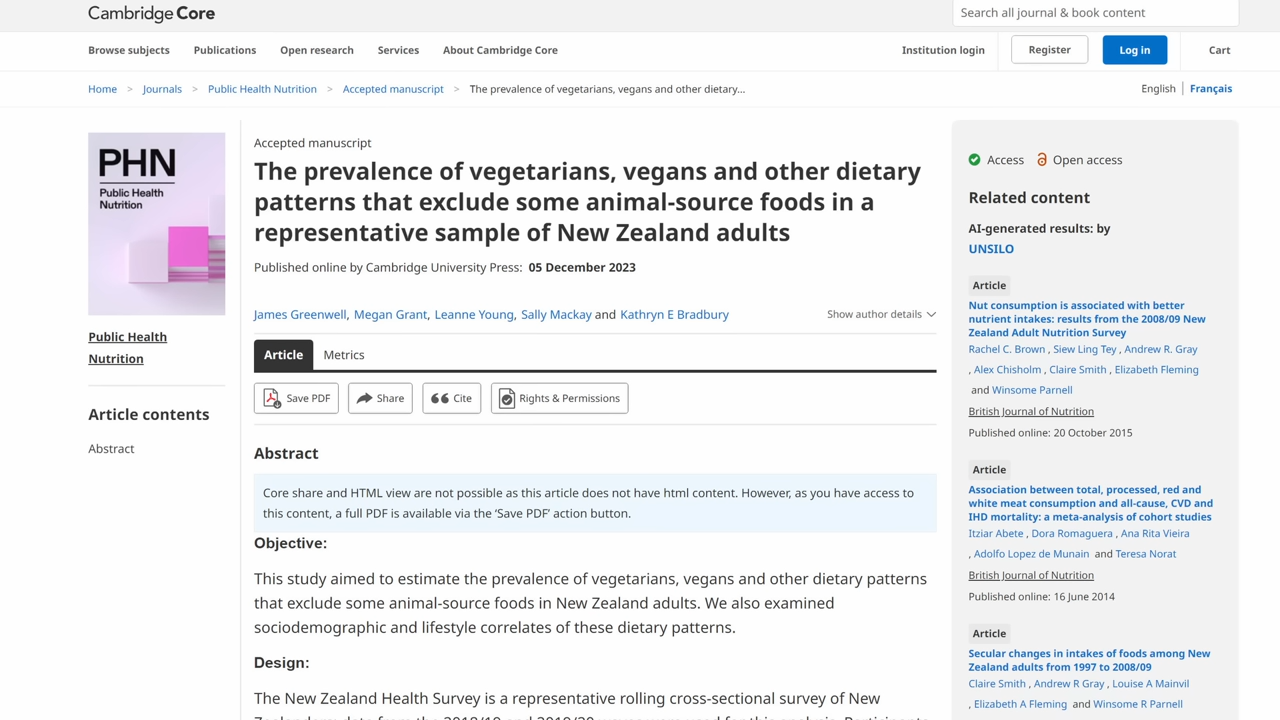 Cambridge Core
Search all journal & book content
Browse subjects
Publications
Open research
Services
About Cambridge Core
Institution login
Register
Log in
Cart
Home > Journals > Public Health Nutrition > Accepted manuscript > The prevalence of vegetarians, vegans and other dietary...
English | Français
PHN
Public Health
Nutrition
Public Health
Nutrition
Article contents
Abstract
Accepted manuscript
The prevalence of vegetarians, vegans and other dietary
patterns that exclude some animal-source foods in a
representative sample of New Zealand adults
Published online by Cambridge University Press: 05 December 2023
James Greenwell, Megan Grant, Leanne Young, Sally Mackay and Kathryn E Bradbury
Show author details
Article
Metrics
Save PDF
Share
Cite
Rights & Permissions
Abstract
Core share and HTML view are not possible as this article does not have html content. However, as you have access to
this content, a full PDF is available via the ‘Save PDF’ action button.
Objective:
This study aimed to estimate the prevalence of vegetarians, vegans and other dietary patterns
that exclude some animal-source foods in New Zealand adults. We also examined
sociodemographic and lifestyle correlates of these dietary patterns.
Design:
The New Zealand Health Survey is a representative rolling cross-sectional survey of New
Access
Open access
Related content
AI-generated results: by
UNSILO
Article
Nut consumption is associated with better
nutrient intakes: results from the 2008/09 New
Zealand Adult Nutrition Survey
Rachel C. Brown , Siew Ling Tey , Andrew R. Gray
, Alex Chisholm , Claire Smith , Elizabeth Fleming
and Winsome Parnell
British Journal of Nutrition
Published online: 20 October 2015
Article
Association between total, processed, red and
white meat consumption and all-cause, CVD and
IHD mortality: a meta-analysis of cohort studies
Itziar Abete , Dora Romaguera , Ana Rita Vieira
, Adolfo Lopez de Munain and Teresa Norat
British Journal of Nutrition
Published online: 16 June 2014
Article
Secular changes in intakes of foods among New
Zealand adults from 1997 to 2008/09
Claire Smith , Andrew R Gray , Louise A Mainvil
, Elizabeth A Fleming and Winsome R Parnell